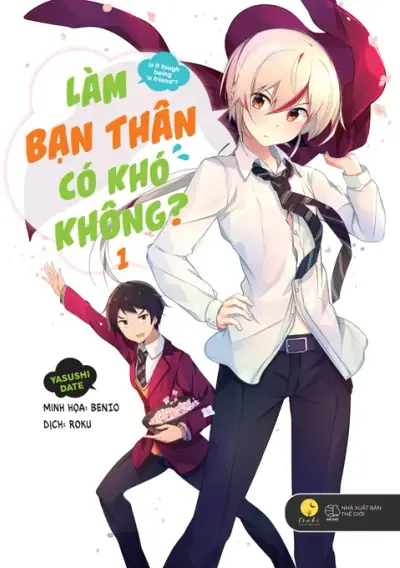 Is it tough
being
"a friend"?
LÀM
BẠN THÂN
CÓ KHÓ
KHÔNG?
1
YASUSHI
DATE
MINH HỌA: BENIO
DỊCH: ROKU
Tsuki
NHÀ XUẤT BẢN
THẾ GIỚI